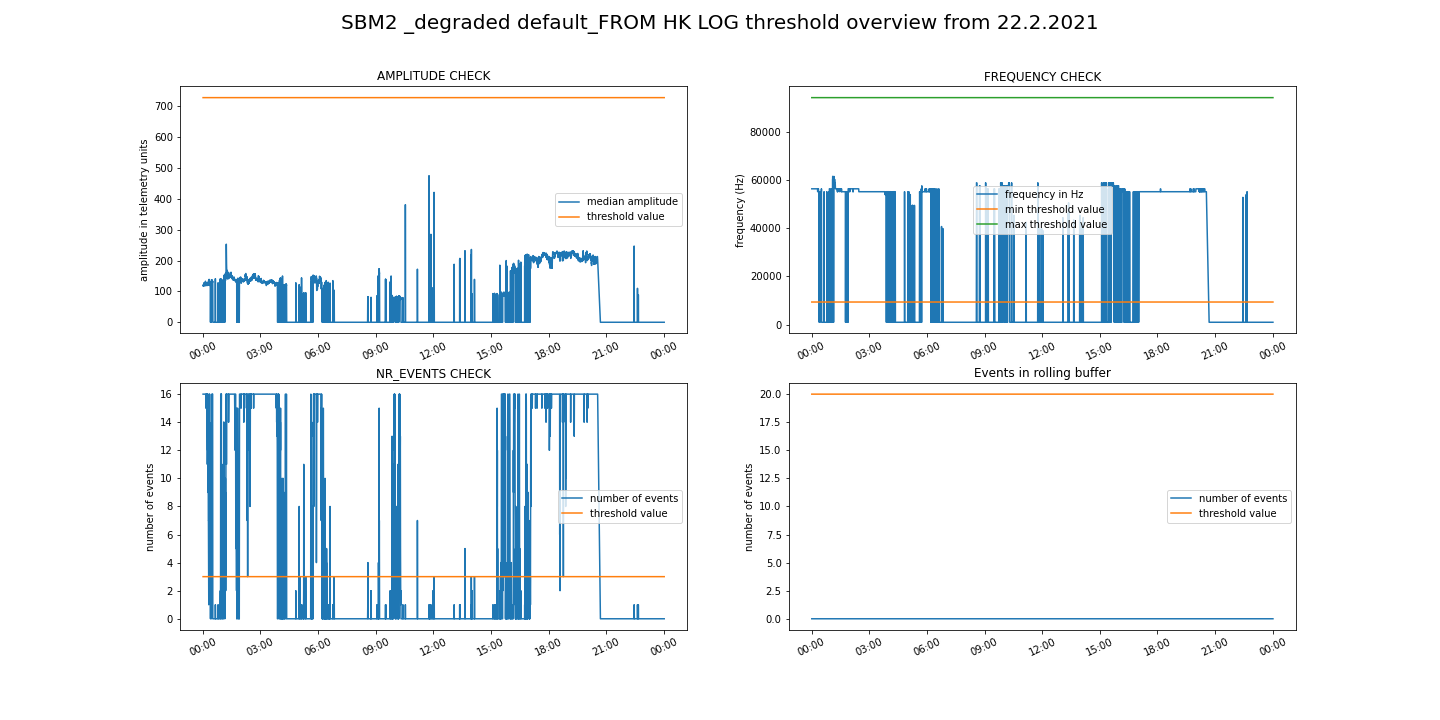 SBM2 _degraded default_FROM HK LOG threshold overview from 22.2.2021
AMPLITUDE CHECK
amplitude in telemetry units
700
600
500
400
300
200
100
0
median amplitude
threshold value
00:00 03:00 06:00 09:00 12:00 15:00 18:00 21:00 00:00
FREQUENCY CHECK
frequency (Hz)
80000
60000
40000
20000
0
frequency in Hz
min threshold value
max threshold value
00:00 03:00 06:00 09:00 12:00 15:00 18:00 21:00 00:00
NR_EVENTS CHECK
number of events
16
14
12
10
8
6
4
2
0
number of events
threshold value
00:00 03:00 06:00 09:00 12:00 15:00 18:00 21:00 00:00
Events in rolling buffer
number of events
20.0
17.5
15.0
12.5
10.0
7.5
5.0
2.5
0.0
number of events
threshold value
00:00 03:00 06:00 09:00 12:00 15:00 18:00 21:00 00:00